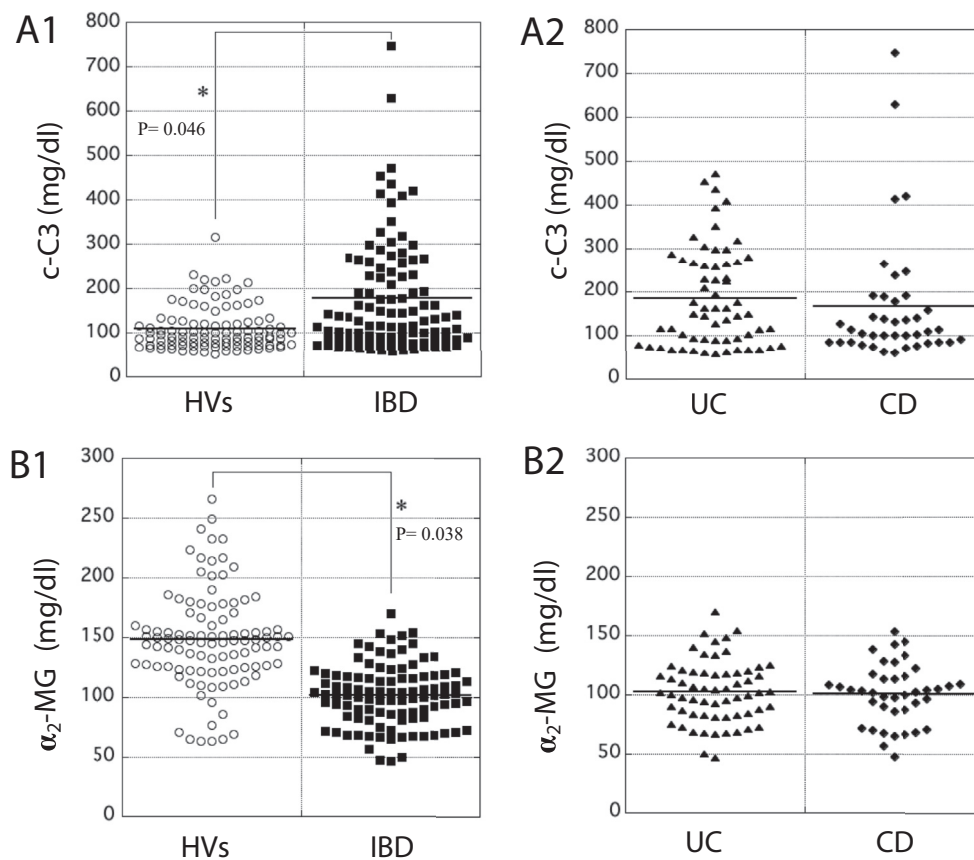 A1
c-C3 (mg/dl)
800
700
600
500
400
300
200
100
0
*
P= 0.046
HVs IBD
A2
c-C3 (mg/dl)
800
700
600
500
400
300
200
100
0
UC CD
B1
α₂-MG (mg/dl)
300
250
200
150
100
50
0
*
P= 0.038
HVs IBD
B2
α₂-MG (mg/dl)
300
250
200
150
100
50
0
UC CD